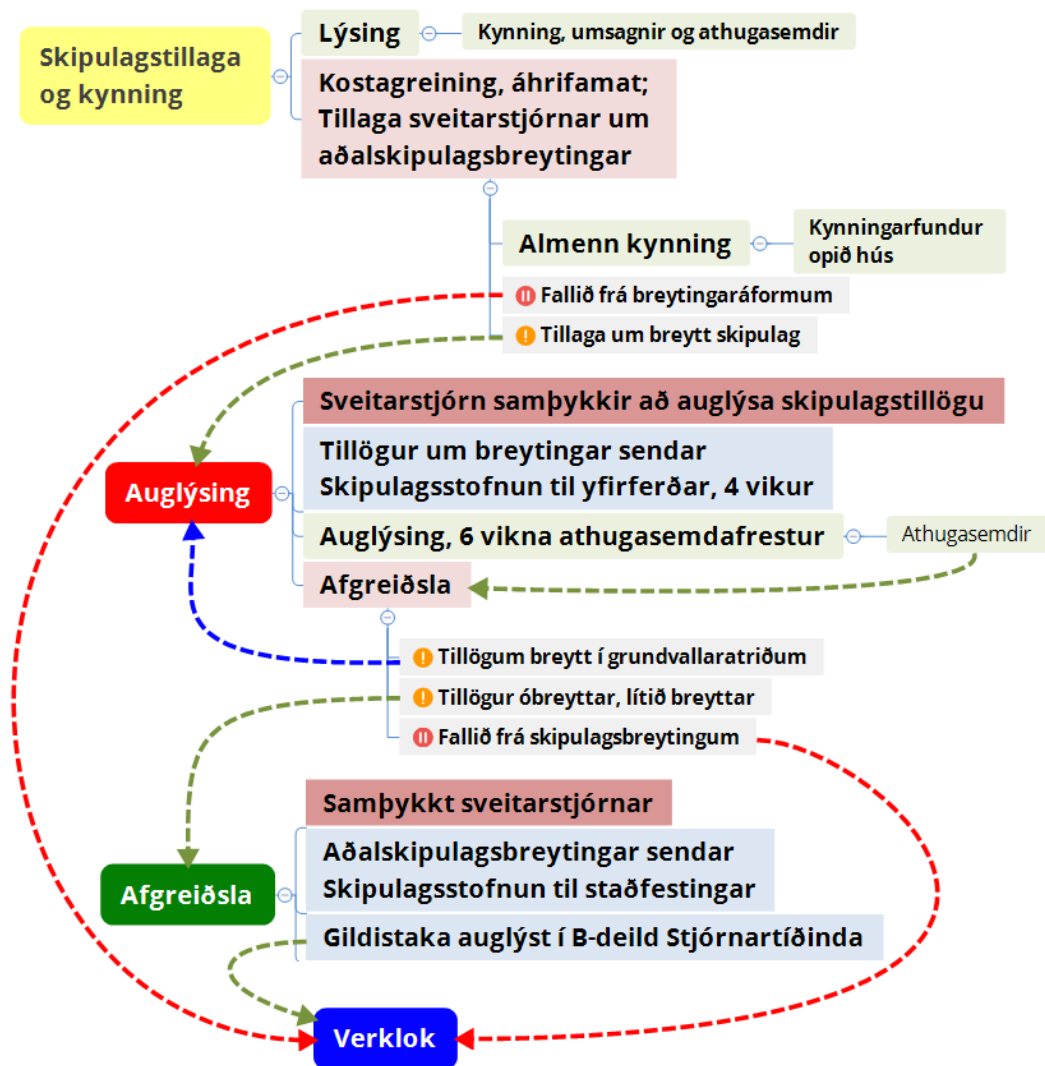 Skipulagstillaga
og kynning
Lýsing
Kynning, umsagnir og athugasemdir
Kostagreining, áhrifamat;
Tillaga sveitarstjórnar um
aðalskipulagsbreytingar
Almenn kynning
Kynningarfundur
opið hús
Fallið frá breytingaráformum
Tillaga um breytt skipulag
Auglýsing
Sveitarstjórn samþykkir að auglýsa skipulagstillögu
Tillögur um breytingar sendar
Skipulagsstofnun til yfirferðar, 4 vikur
Auglýsing, 6 vikna athugasemdafrestur
Athugasemdir
Afgreiðsla
Tillögum breytt í grundvallaratriðum
Tillögur óbreyttar, lítið breyttar
Fallið frá skipulagsbreytingum
Afgreiðsla
Samþykkt sveitarstjórnar
Aðalskipulagsbreytingar sendar
Skipulagsstofnun til staðfestingar
Gildistaka auglýst í B-deild Stjórnartíðinda
Verklok